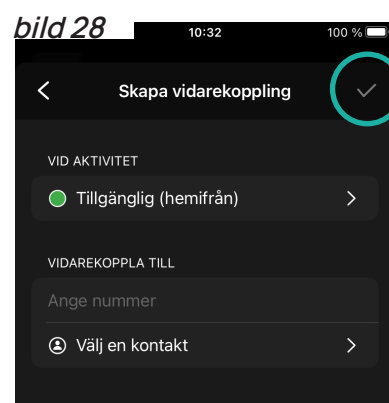 bild 28
10:32
100 %
Skapa vidarekoppling
VID AKTIVITET
Tillgänglig (hemifrån)
VIDAREKOPPLA TILL
Ange nummer
Välj en kontakt